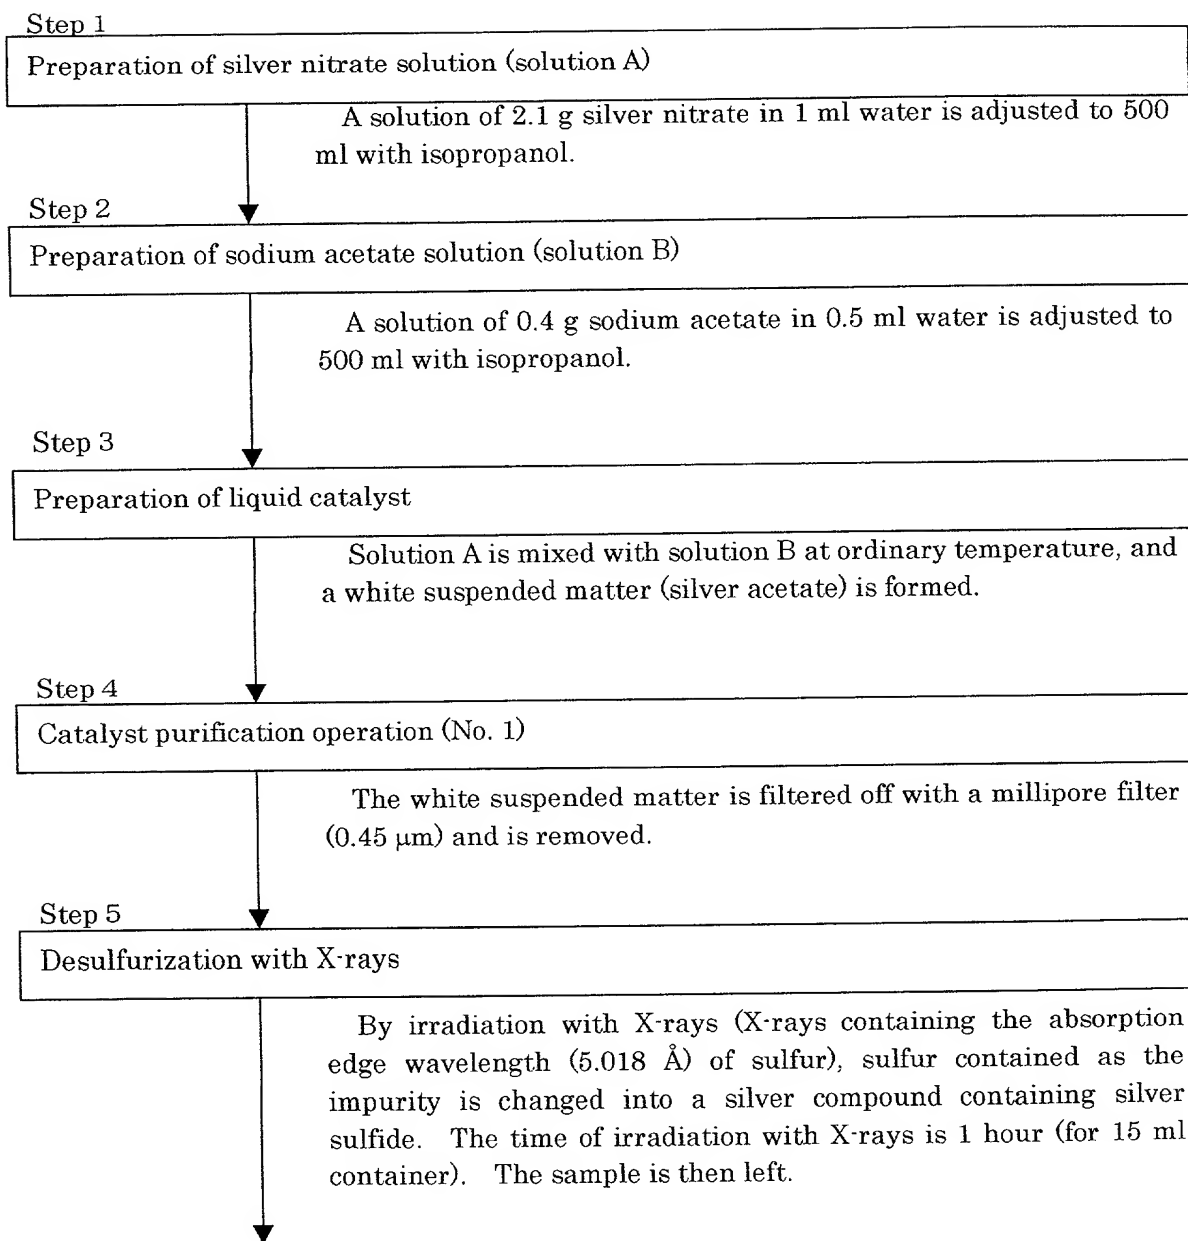 Step 1
Preparation of silver nitrate solution (solution A)
A solution of 2.1 g silver nitrate in 1 ml water is adjusted to 500
ml with isopropanol.
Step 2
Preparation of sodium acetate solution (solution B)
A solution of 0.4 g sodium acetate in 0.5 ml water is adjusted to
500 ml with isopropanol.
Step 3
Preparation of liquid catalyst
Solution A is mixed with solution B at ordinary temperature, and
a white suspended matter (silver acetate) is formed.
Step 4
Catalyst purification operation (No. 1)
The white suspended matter is filtered off with a millipore filter
(0.45 μm) and is removed.
Step 5
Desulfurization with X-rays
By irradiation with X-rays (X-rays containing the absorption
edge wavelength (5.018 Å) of sulfur), sulfur contained as the
impurity is changed into a silver compound containing silver
sulfide. The time of irradiation with X-rays is 1 hour (for 15 ml
container). The sample is then left.